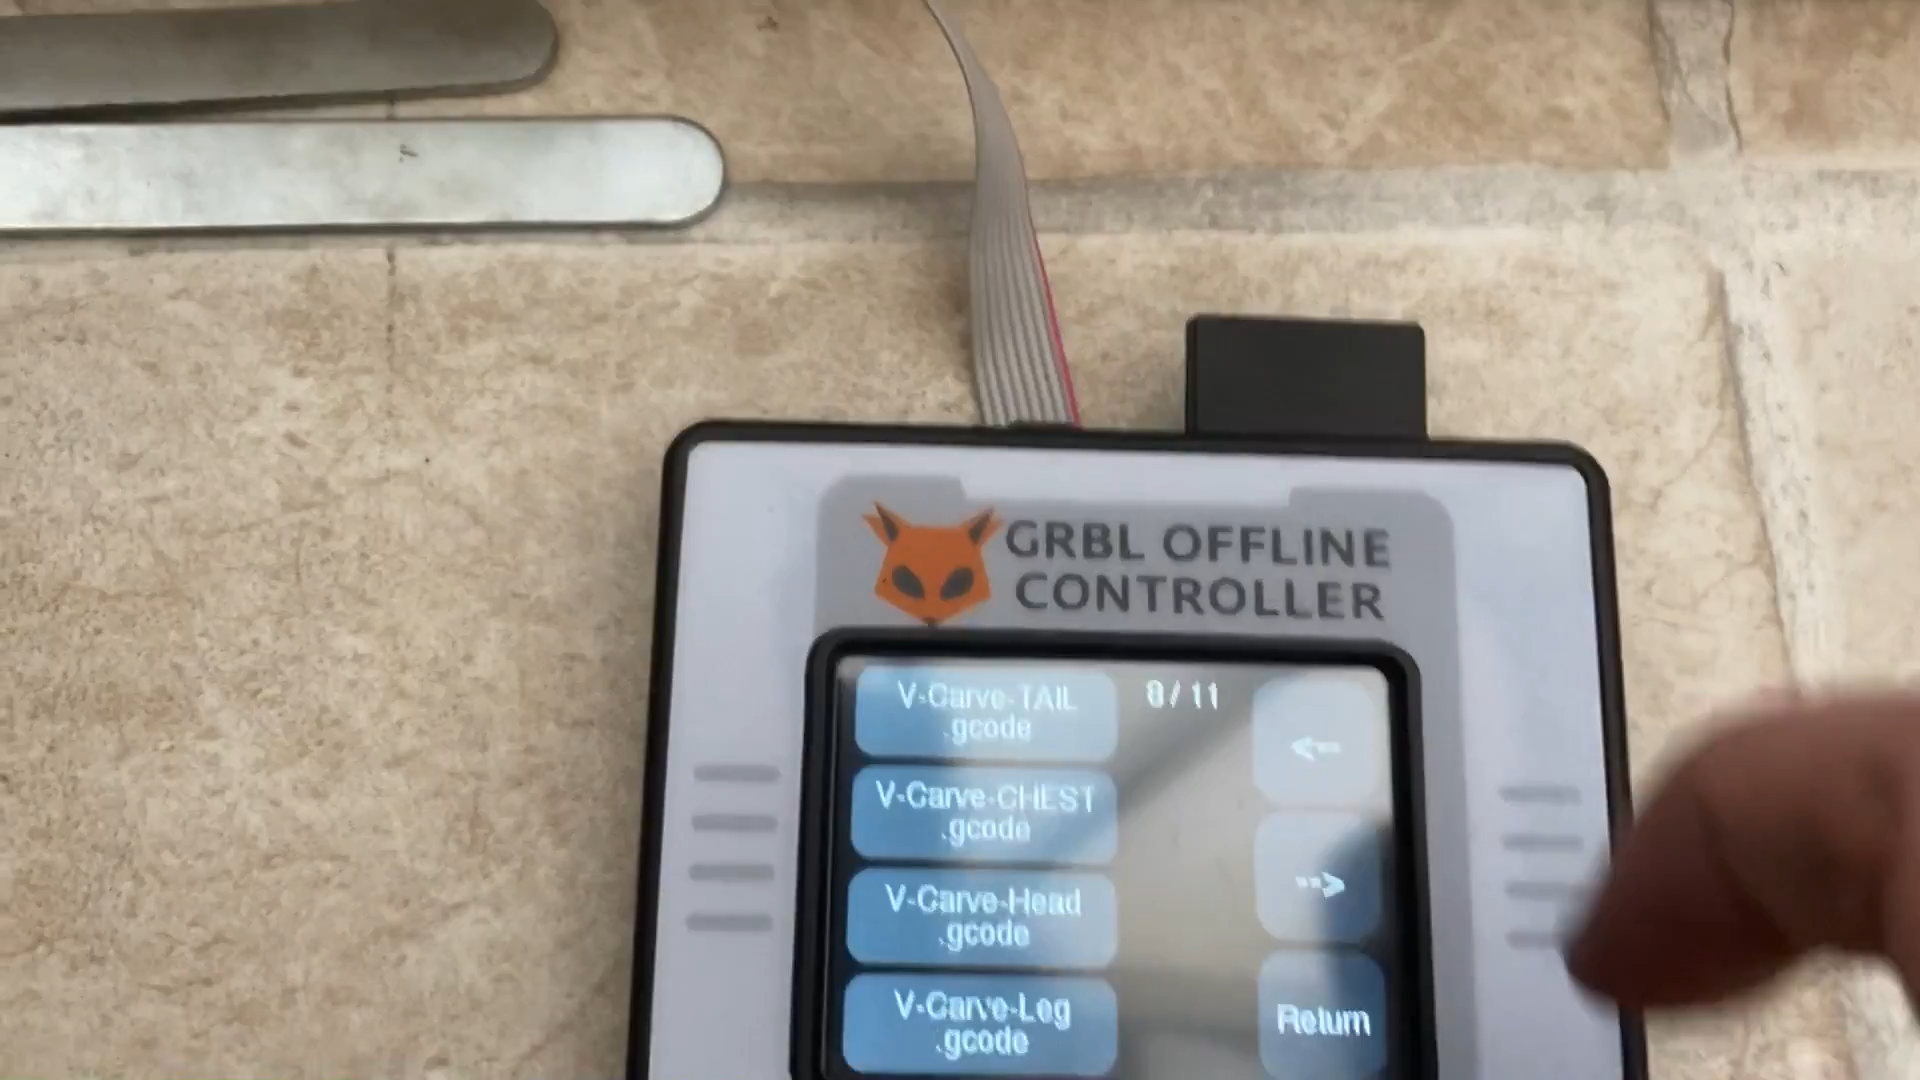 GRBL OFFLINE
CONTROLLER
V-Carve-TAIL
.gcode
8/11
<--
V-Carve-CHEST
.gcode
-->
V-Carve-Head
.gcode
V-Carve-Leg
.gcode
Return